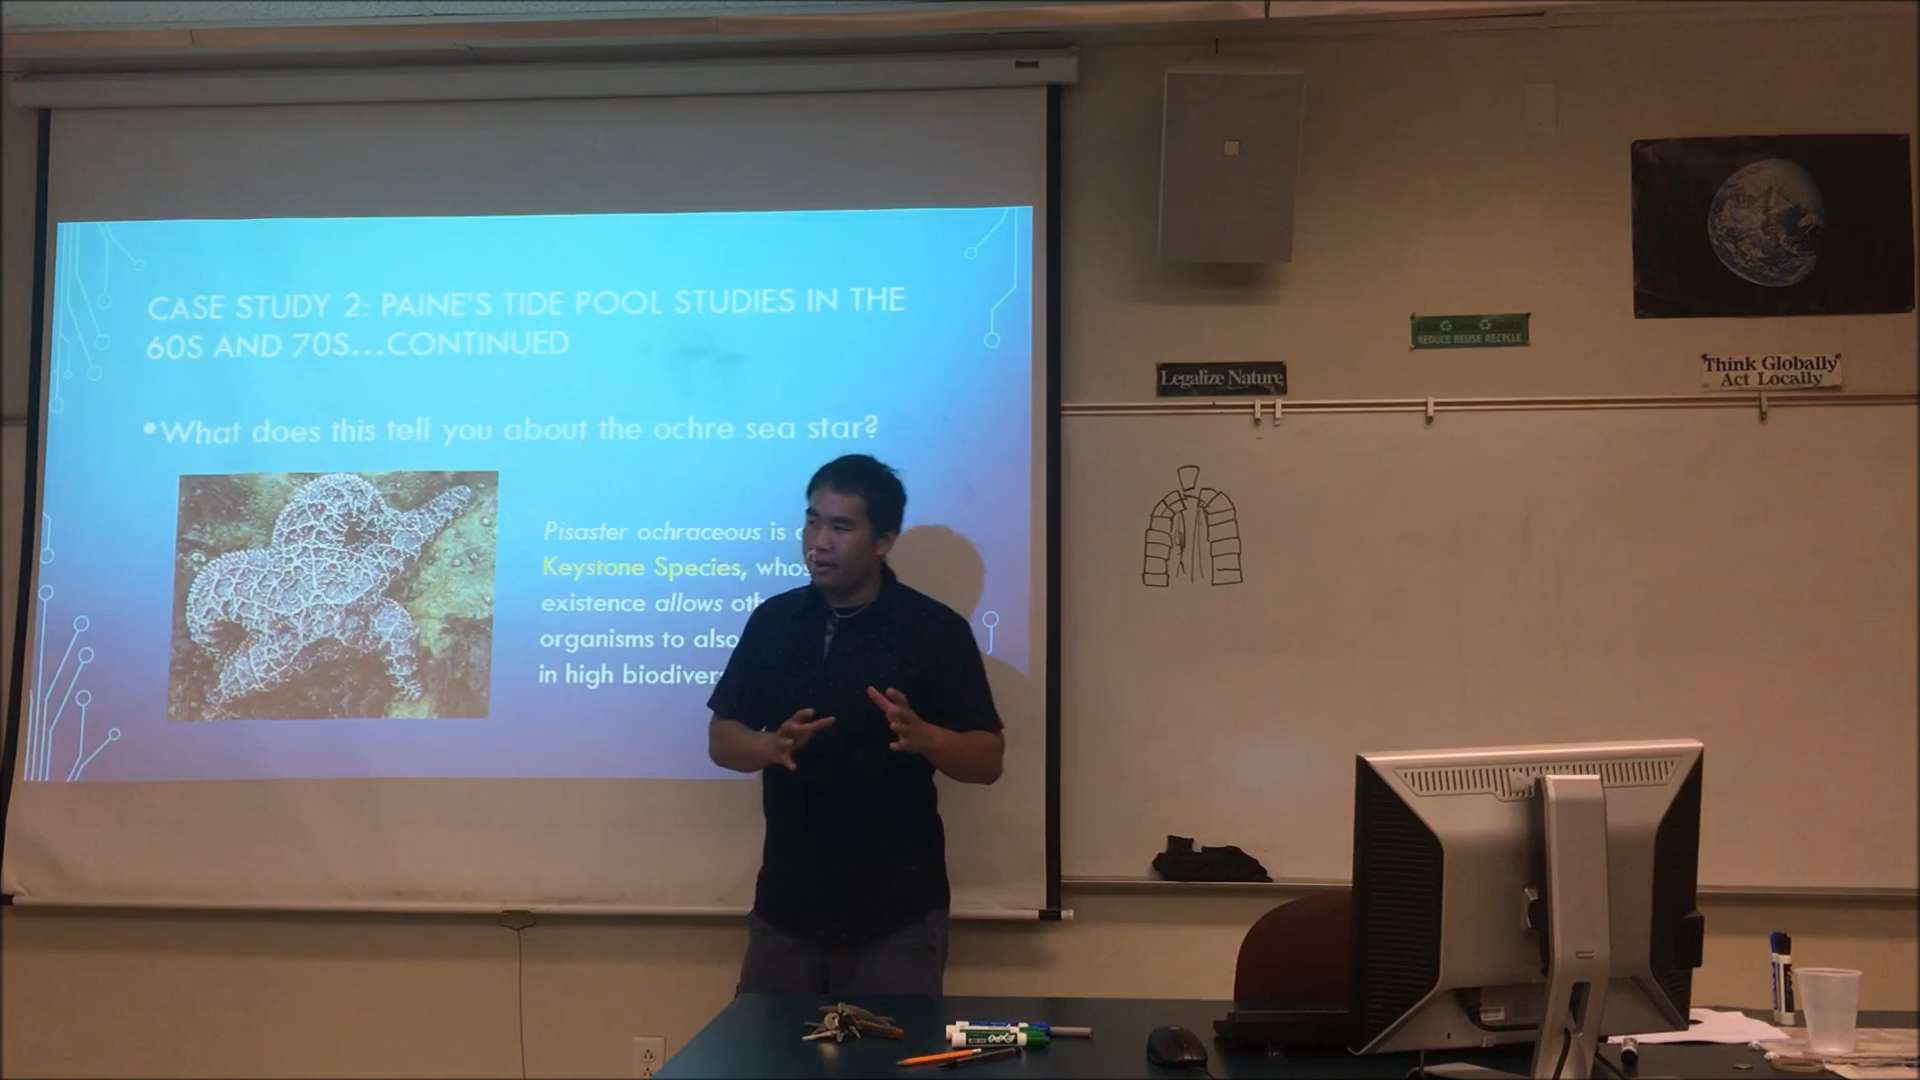 CASE STUDY 2: PAINE'S TIDE POOL STUDIES IN THE
60S AND 70S...CONTINUED
•What does this tell you about the ochre sea star?
Pisaster ochraceous is
Keystone Species, whos
existence allows oth
organisms to also
in high biodiver
Legalize Nature
REDUCE REUSE RECYCLE
Think Globally
Act Locally
EXPO